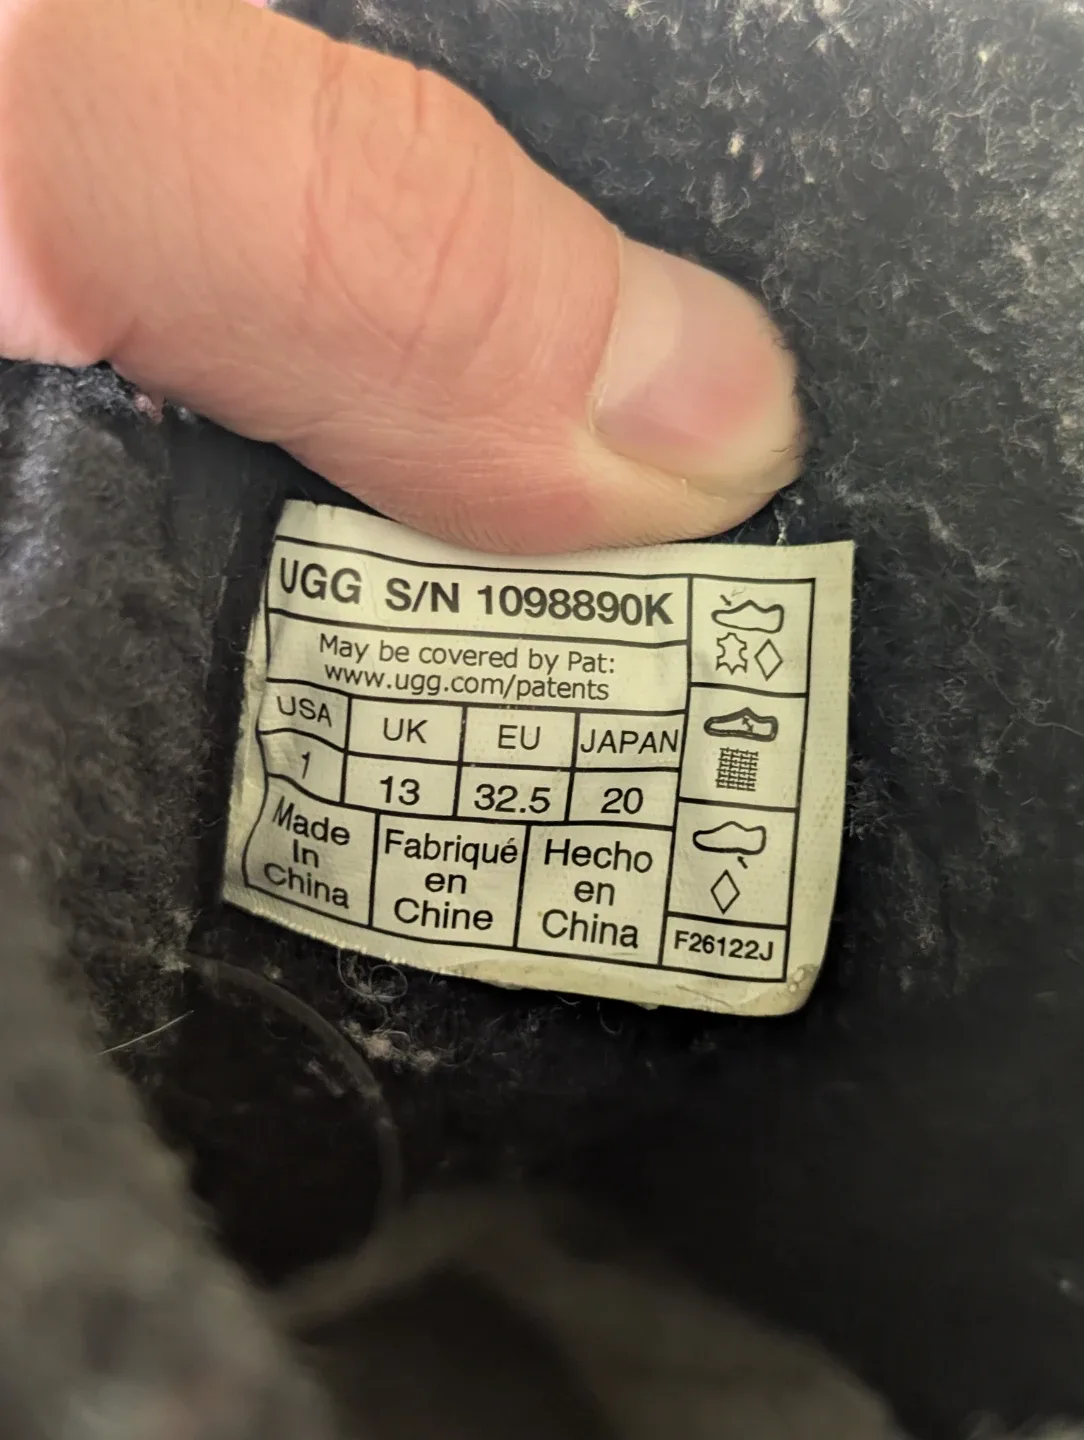 UGG S/N 1098890K
May be covered by Pat:
www.ugg.com/patents
USA UK EU JAPAN
1 13 32.5 20
Made
In
China
Fabriqué
en
Chine
Hecho
en
China
F26122J